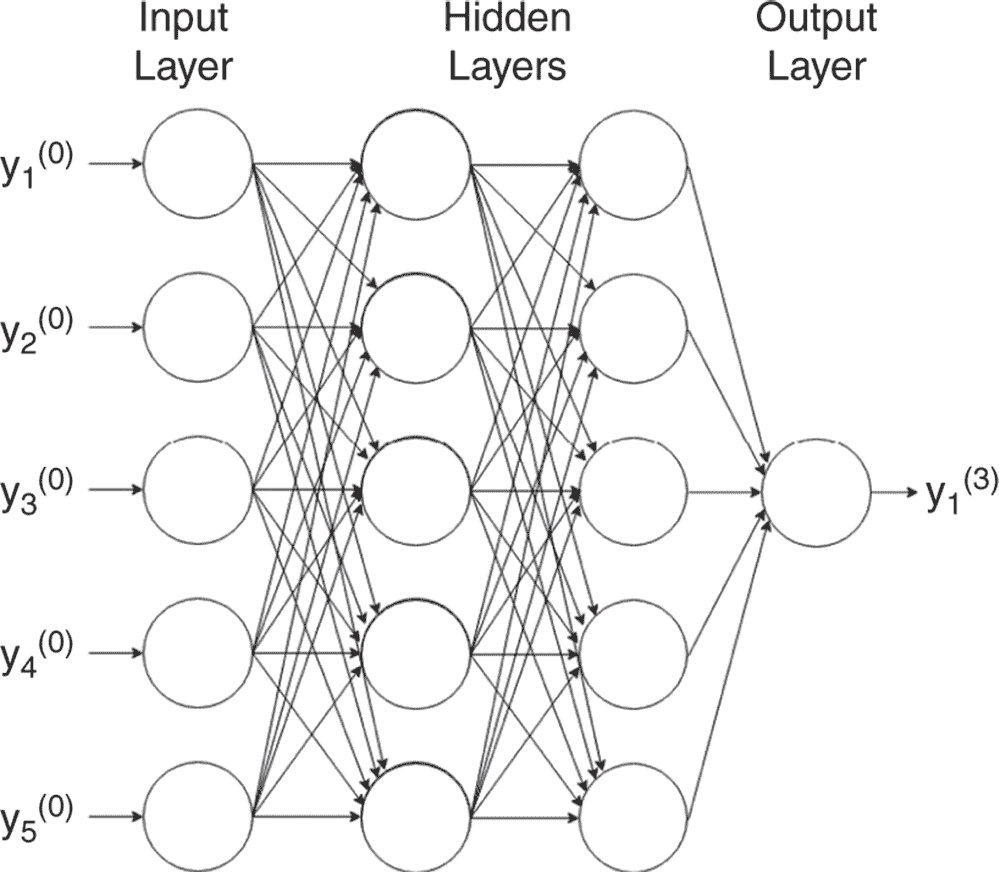 Input
Layer
Hidden
Layers
Output
Layer
y₁⁽⁰⁾
y₂⁽⁰⁾
y₃⁽⁰⁾
y₁⁽³⁾
y₄⁽⁰⁾
y₅⁽⁰⁾